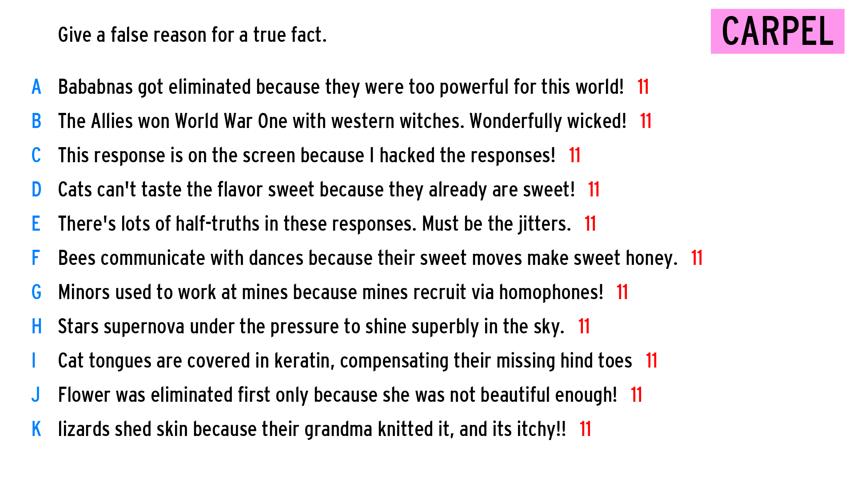 Give a false reason for a true fact.
CARPEL
A Bababnas got eliminated because they were too powerful for this world! 11
B The Allies won World War One with western witches. Wonderfully wicked! 11
C This response is on the screen because I hacked the responses! 11
D Cats can't taste the flavor sweet because they already are sweet! 11
E There's lots of half-truths in these responses. Must be the jitters. 11
F Bees communicate with dances because their sweet moves make sweet honey. 11
G Minors used to work at mines because mines recruit via homophones! 11
H Stars supernova under the pressure to shine superbly in the sky. 11
I Cat tongues are covered in keratin, compensating their missing hind toes 11
J Flower was eliminated first only because she was not beautiful enough! 11
K lizards shed skin because their grandma knitted it, and its itchy!! 11